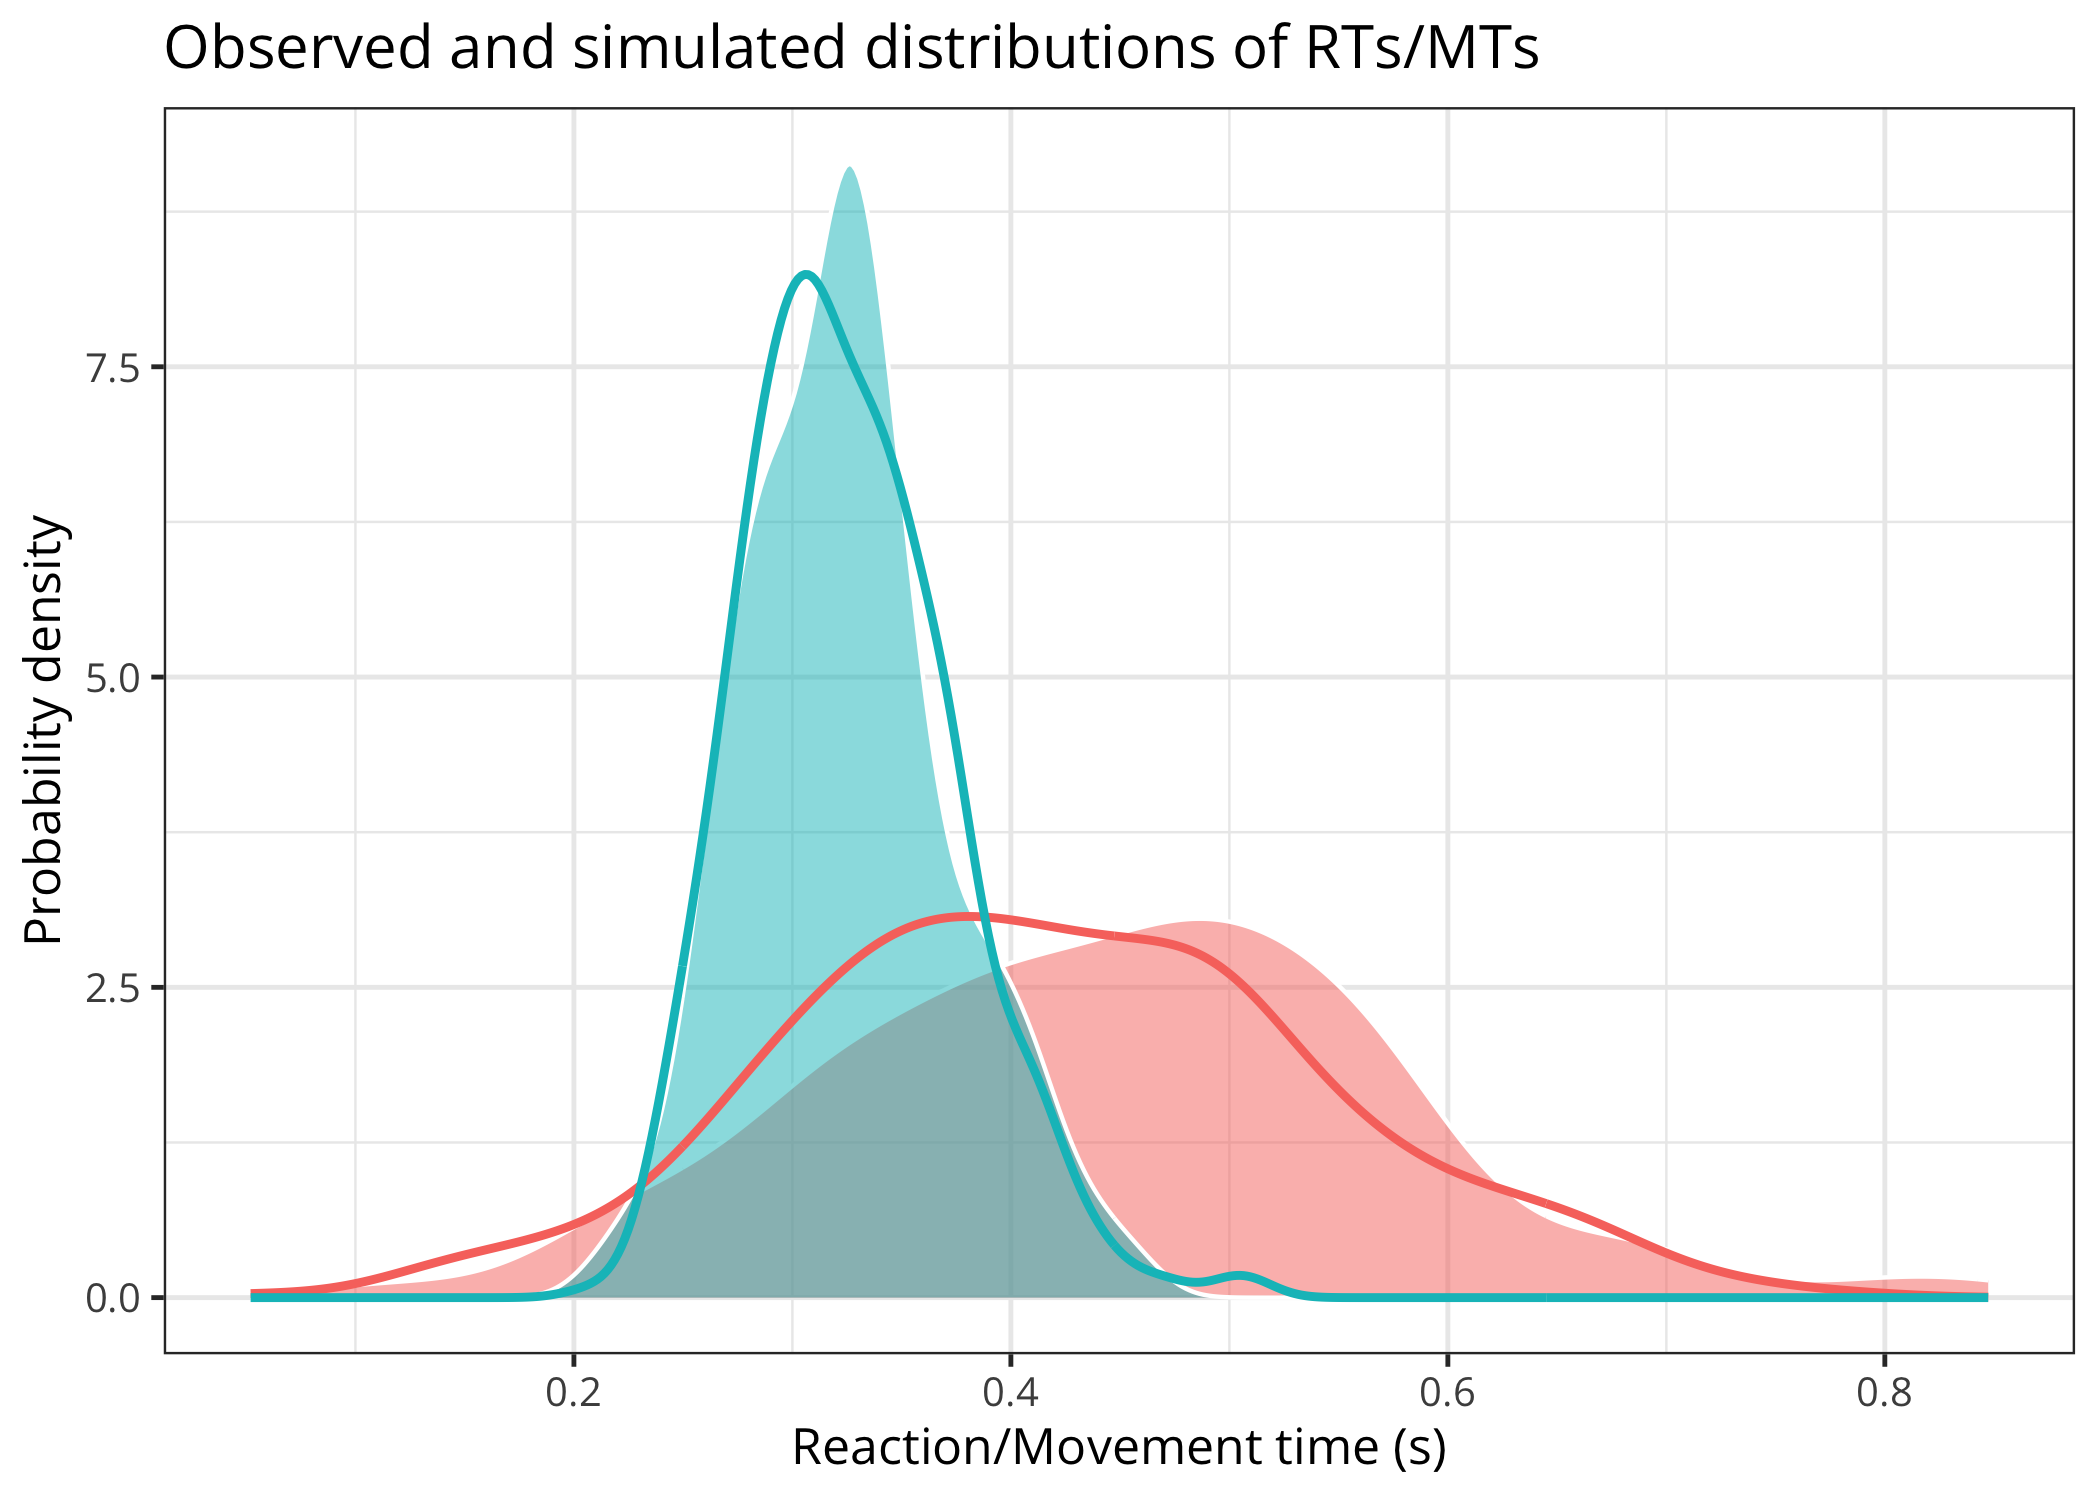 Observed and simulated distributions of RTs/MTs
Probability density
7.5
5.0
2.5
0.0
0.2 0.4 0.6 0.8
Reaction/Movement time (s)